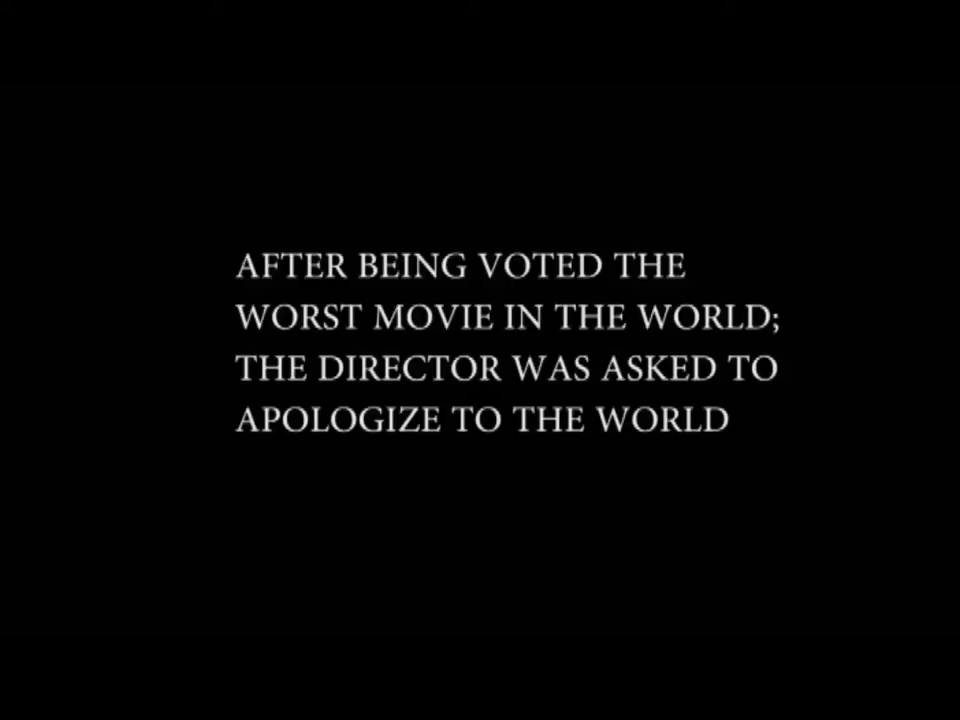 AFTER BEING VOTED THE
WORST MOVIE IN THE WORLD;
THE DIRECTOR WAS ASKED TO
APOLOGIZE TO THE WORLD